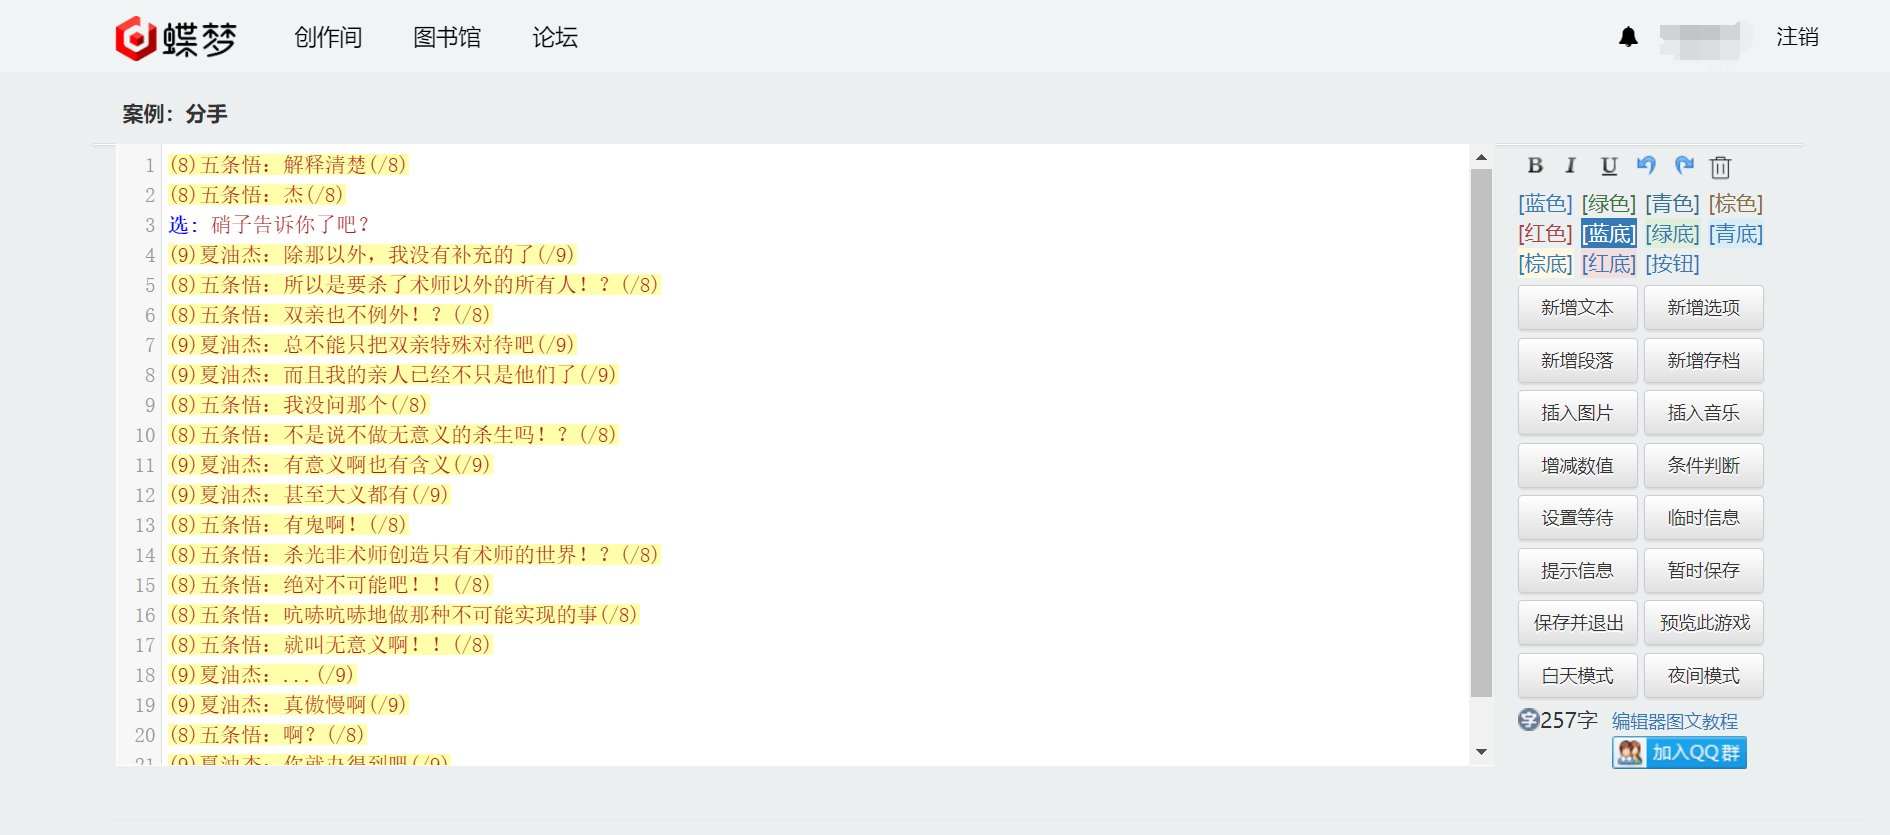 蝶梦 创作间 图书馆 论坛 注销
案例：分手
1 (8)五条悟：解释清楚(/8)
2 (8)五条悟：杰(/8)
3 选：硝子告诉你了吧？
4 (9)夏油杰：除那以外，我没有补充的了(/9)
5 (8)五条悟：所以是要杀了术师以外的所有人！？(/8)
6 (8)五条悟：双亲也不例外！？(/8)
7 (9)夏油杰：总不能只把双亲特殊对待吧(/9)
8 (9)夏油杰：而且我的亲人已经不只是他们了(/9)
9 (8)五条悟：我没问那个(/8)
10 (8)五条悟：不是说不做无意义的杀生吗！？(/8)
11 (9)夏油杰：有意义啊也有含义(/9)
12 (9)夏油杰：甚至大义都有(/9)
13 (8)五条悟：有鬼啊！(/8)
14 (8)五条悟：杀光非术师创造只有术师的世界！？(/8)
15 (8)五条悟：绝对不可能吧！！(/8)
16 (8)五条悟：吭哧吭哧地做那种不可能实现的事(/8)
17 (8)五条悟：就叫无意义啊！！(/8)
18 (9)夏油杰：...(/9)
19 (9)夏油杰：真傲慢啊(/9)
20 (8)五条悟：啊？(/8)
21 (9)夏油杰：你就办得到吧(/9)
B I U
[蓝色] [绿色] [青色] [棕色]
[红色] [蓝底] [绿底] [青底]
[棕底] [红底] [按钮]
新增文本 新增选项
新增段落 新增存档
插入图片 插入音乐
增减数值 条件判断
设置等待 临时信息
提示信息 暂时保存
保存并退出 预览此游戏
白天模式 夜间模式
字257字 编辑器图文教程
加入QQ群